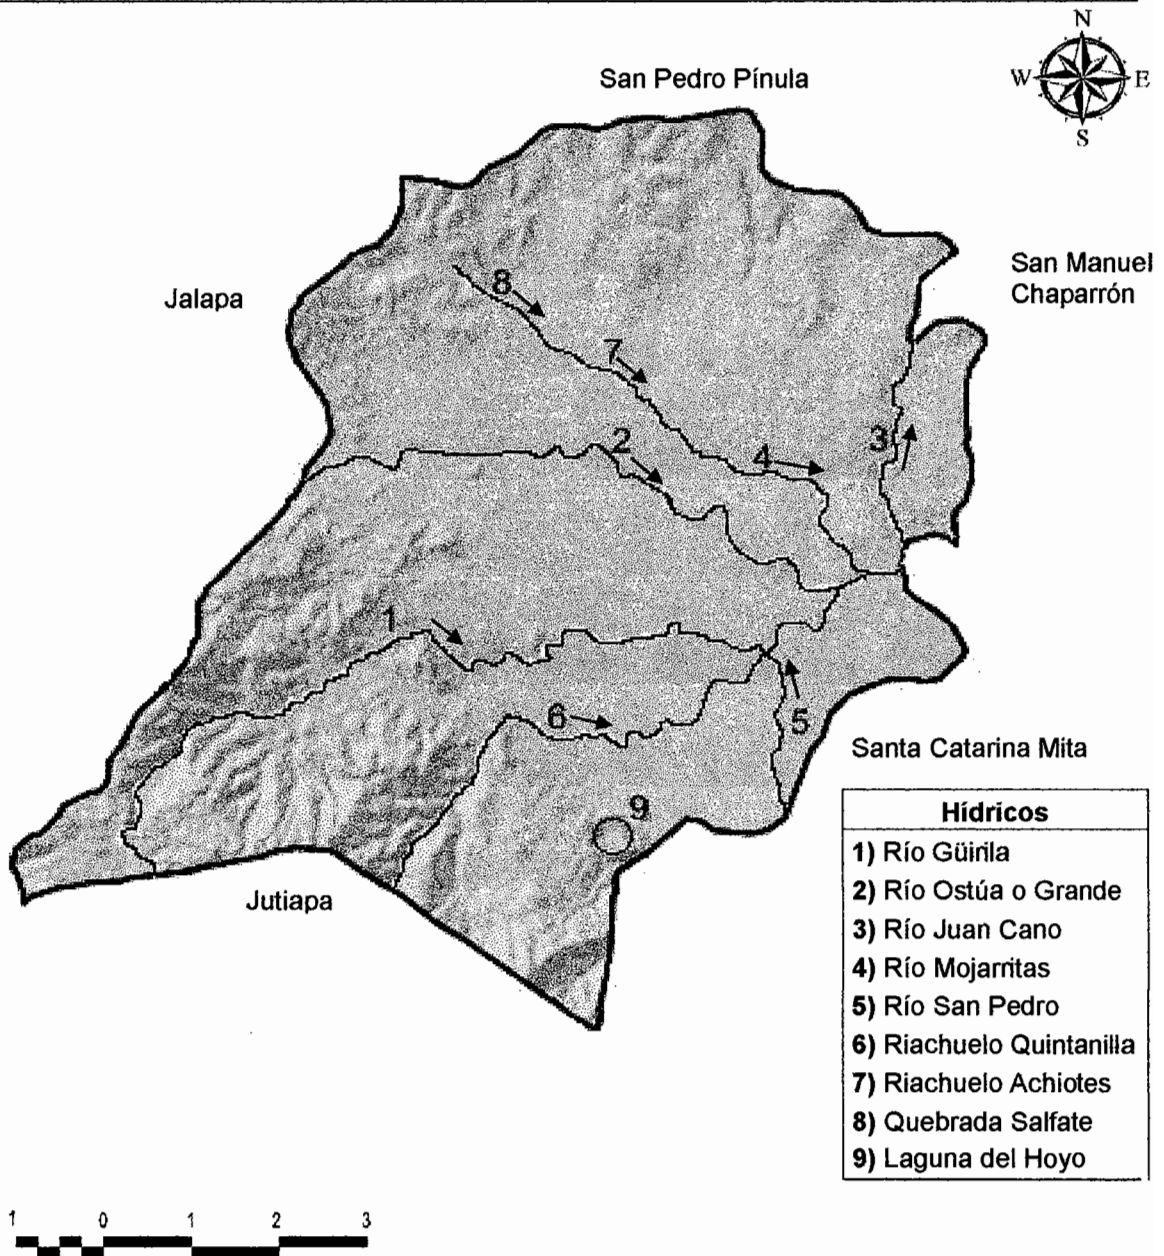 N
W E
S
San Pedro Pínula
San Manuel
Chaparrón
Jalapa
8
7
2
4
3
1
6
5
Santa Catarina Mita
9
Jutiapa
Hídricos
1) Río Güirila
2) Río Ostúa o Grande
3) Río Juan Cano
4) Río Mojarritas
5) Río San Pedro
6) Riachuelo Quintanilla
7) Riachuelo Achiotes
8) Quebrada Salfate
9) Laguna del Hoyo
1 0 1 2 3